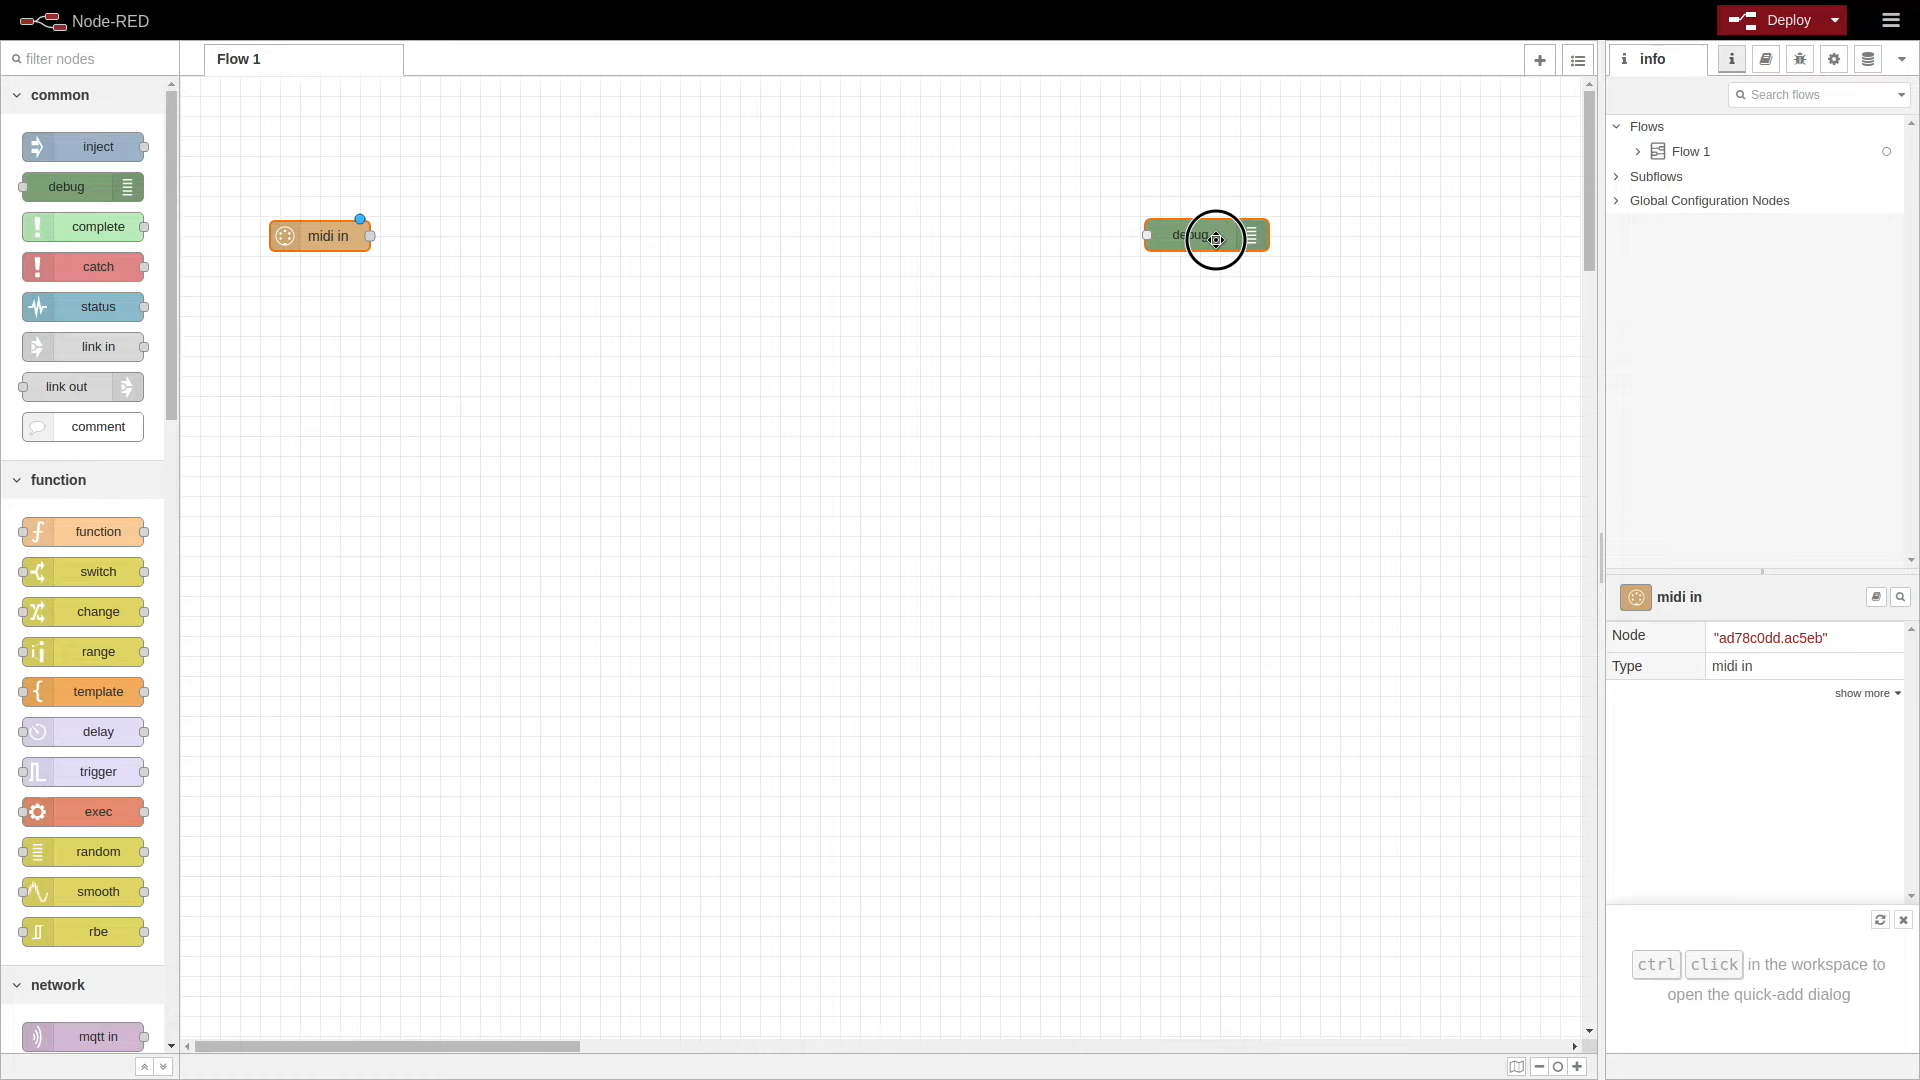 Node-RED
Deploy
filter nodes
Flow 1
info
common
Search flows
inject
debug
complete
catch
status
link in
link out
comment
Flows
Flow 1
Subflows
Global Configuration Nodes
midi in
debug
function
function
switch
change
range
template
delay
trigger
exec
random
smooth
rbe
network
mqtt in
midi in
Node "ad78c0dd.ac5eb"
Type midi in
show more
ctrl click in the workspace to
open the quick-add dialog